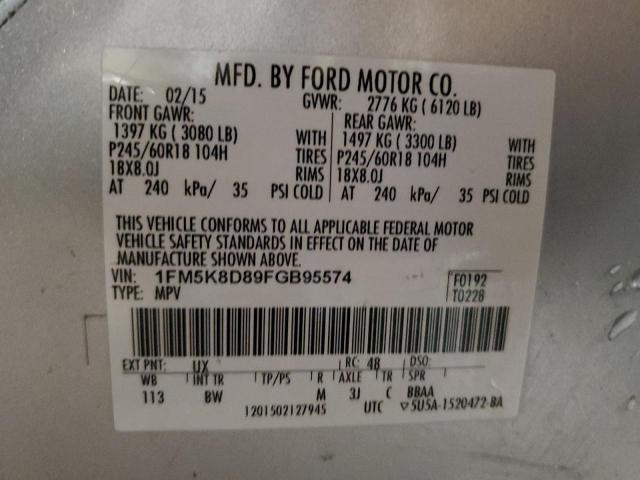 MFD. BY FORD MOTOR CO.
DATE: 02/15 GVWR: 2776 KG ( 6120 LB)
FRONT GAWR: REAR GAWR:
1397 KG ( 3080 LB) WITH 1497 KG ( 3300 LB) WITH
P245/60R18 104H TIRES P245/60R18 104H TIRES
18X8.0J RIMS 18X8.0J RIMS
AT 240 kPa/ 35 PSI COLD AT 240 kPa/ 35 PSI COLD
THIS VEHICLE CONFORMS TO ALL APPLICABLE FEDERAL MOTOR
VEHICLE SAFETY STANDARDS IN EFFECT ON THE DATE OF
MANUFACTURE SHOWN ABOVE.
VIN: 1FM5K8D89FGB95574 F0192
TYPE: MPV T0228
EXT PNT: UX RC: 48 DSO:
WB INT TR TP/PS R AXLE TR SPR
113 BW M 3J C BBAA
1201502127945 UTC ▽5U5A-1520472-BA